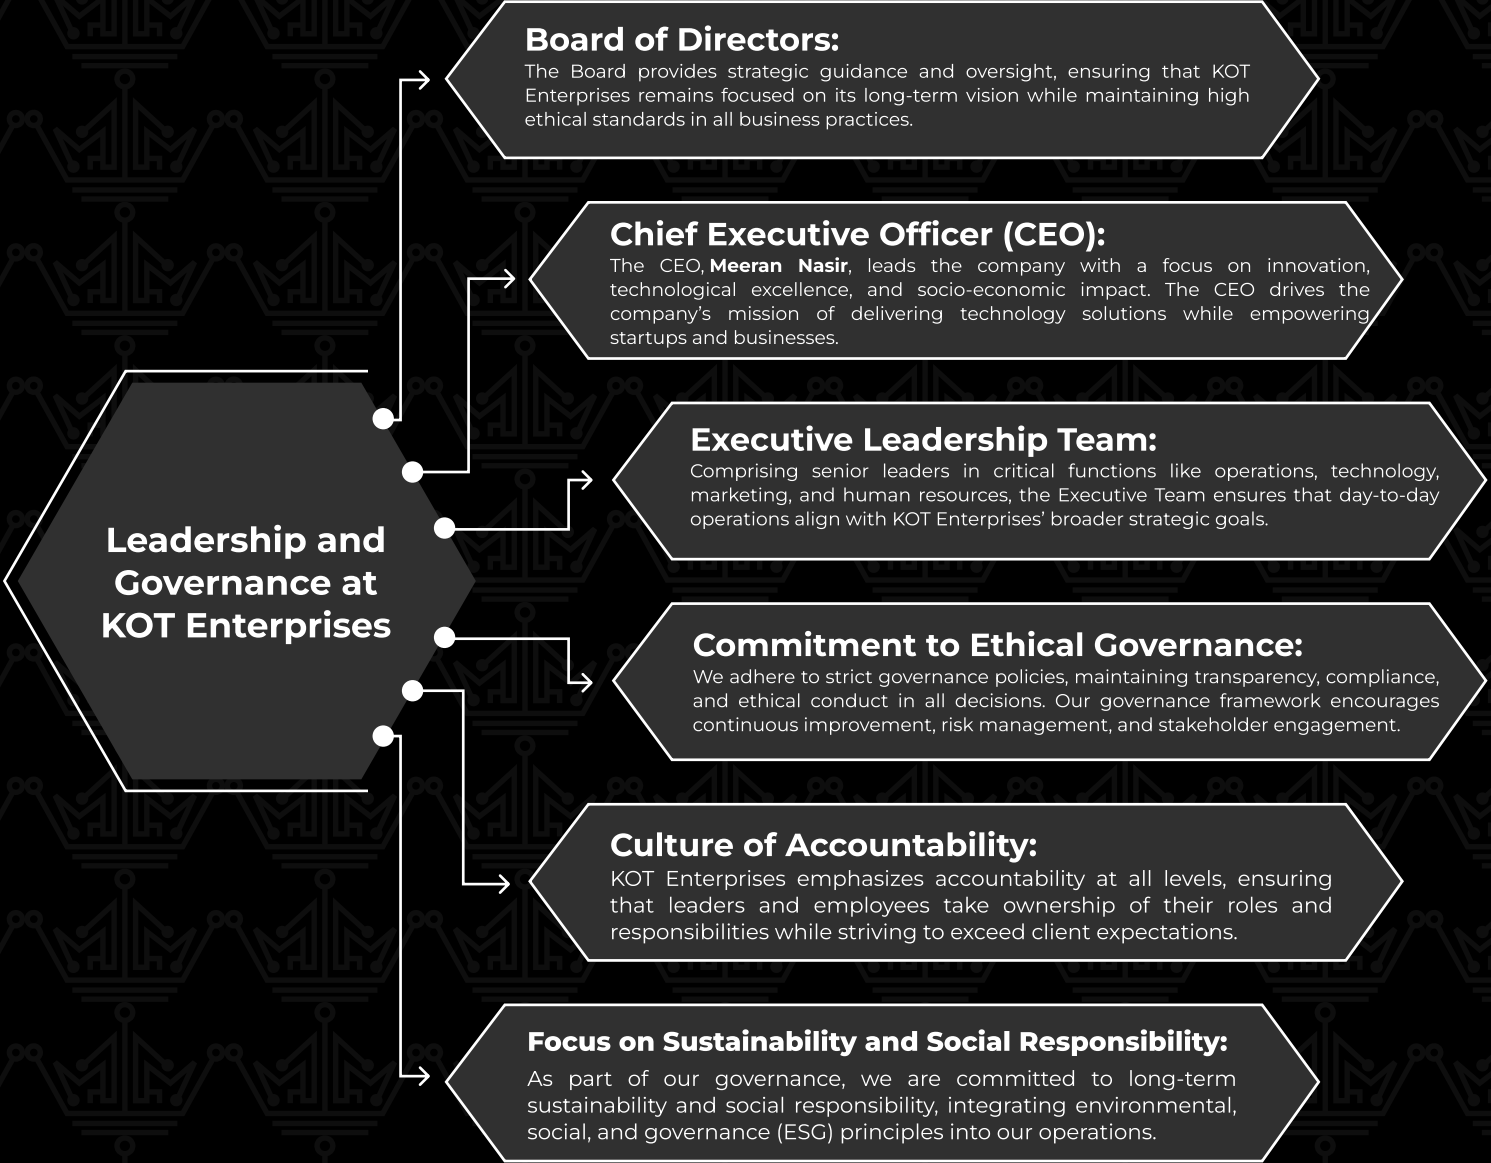 Board of Directors:
The Board provides strategic guidance and oversight, ensuring that KOT
Enterprises remains focused on its long-term vision while maintaining high
ethical standards in all business practices.
Chief Executive Officer (CEO):
The CEO, Meeran Nasir, leads the company with a focus on innovation,
technological excellence, and socio-economic impact. The CEO drives the
company's mission of delivering technology solutions while empowering
startups and businesses.
Executive Leadership Team:
Comprising senior leaders in critical functions like operations, technology,
marketing, and human resources, the Executive Team ensures that day-to-day
operations align with KOT Enterprises' broader strategic goals.
Leadership and
Governance at
KOT Enterprises
Commitment to Ethical Governance:
We adhere to strict governance policies, maintaining transparency, compliance,
and ethical conduct in all decisions. Our governance framework encourages
continuous improvement, risk management, and stakeholder engagement.
Culture of Accountability:
KOT Enterprises emphasizes accountability at all levels, ensuring
that leaders and employees take ownership of their roles and
responsibilities while striving to exceed client expectations.
Focus on Sustainability and Social Responsibility:
As part of our governance, we are committed to long-term
sustainability and social responsibility, integrating environmental,
social, and governance (ESG) principles into our operations.